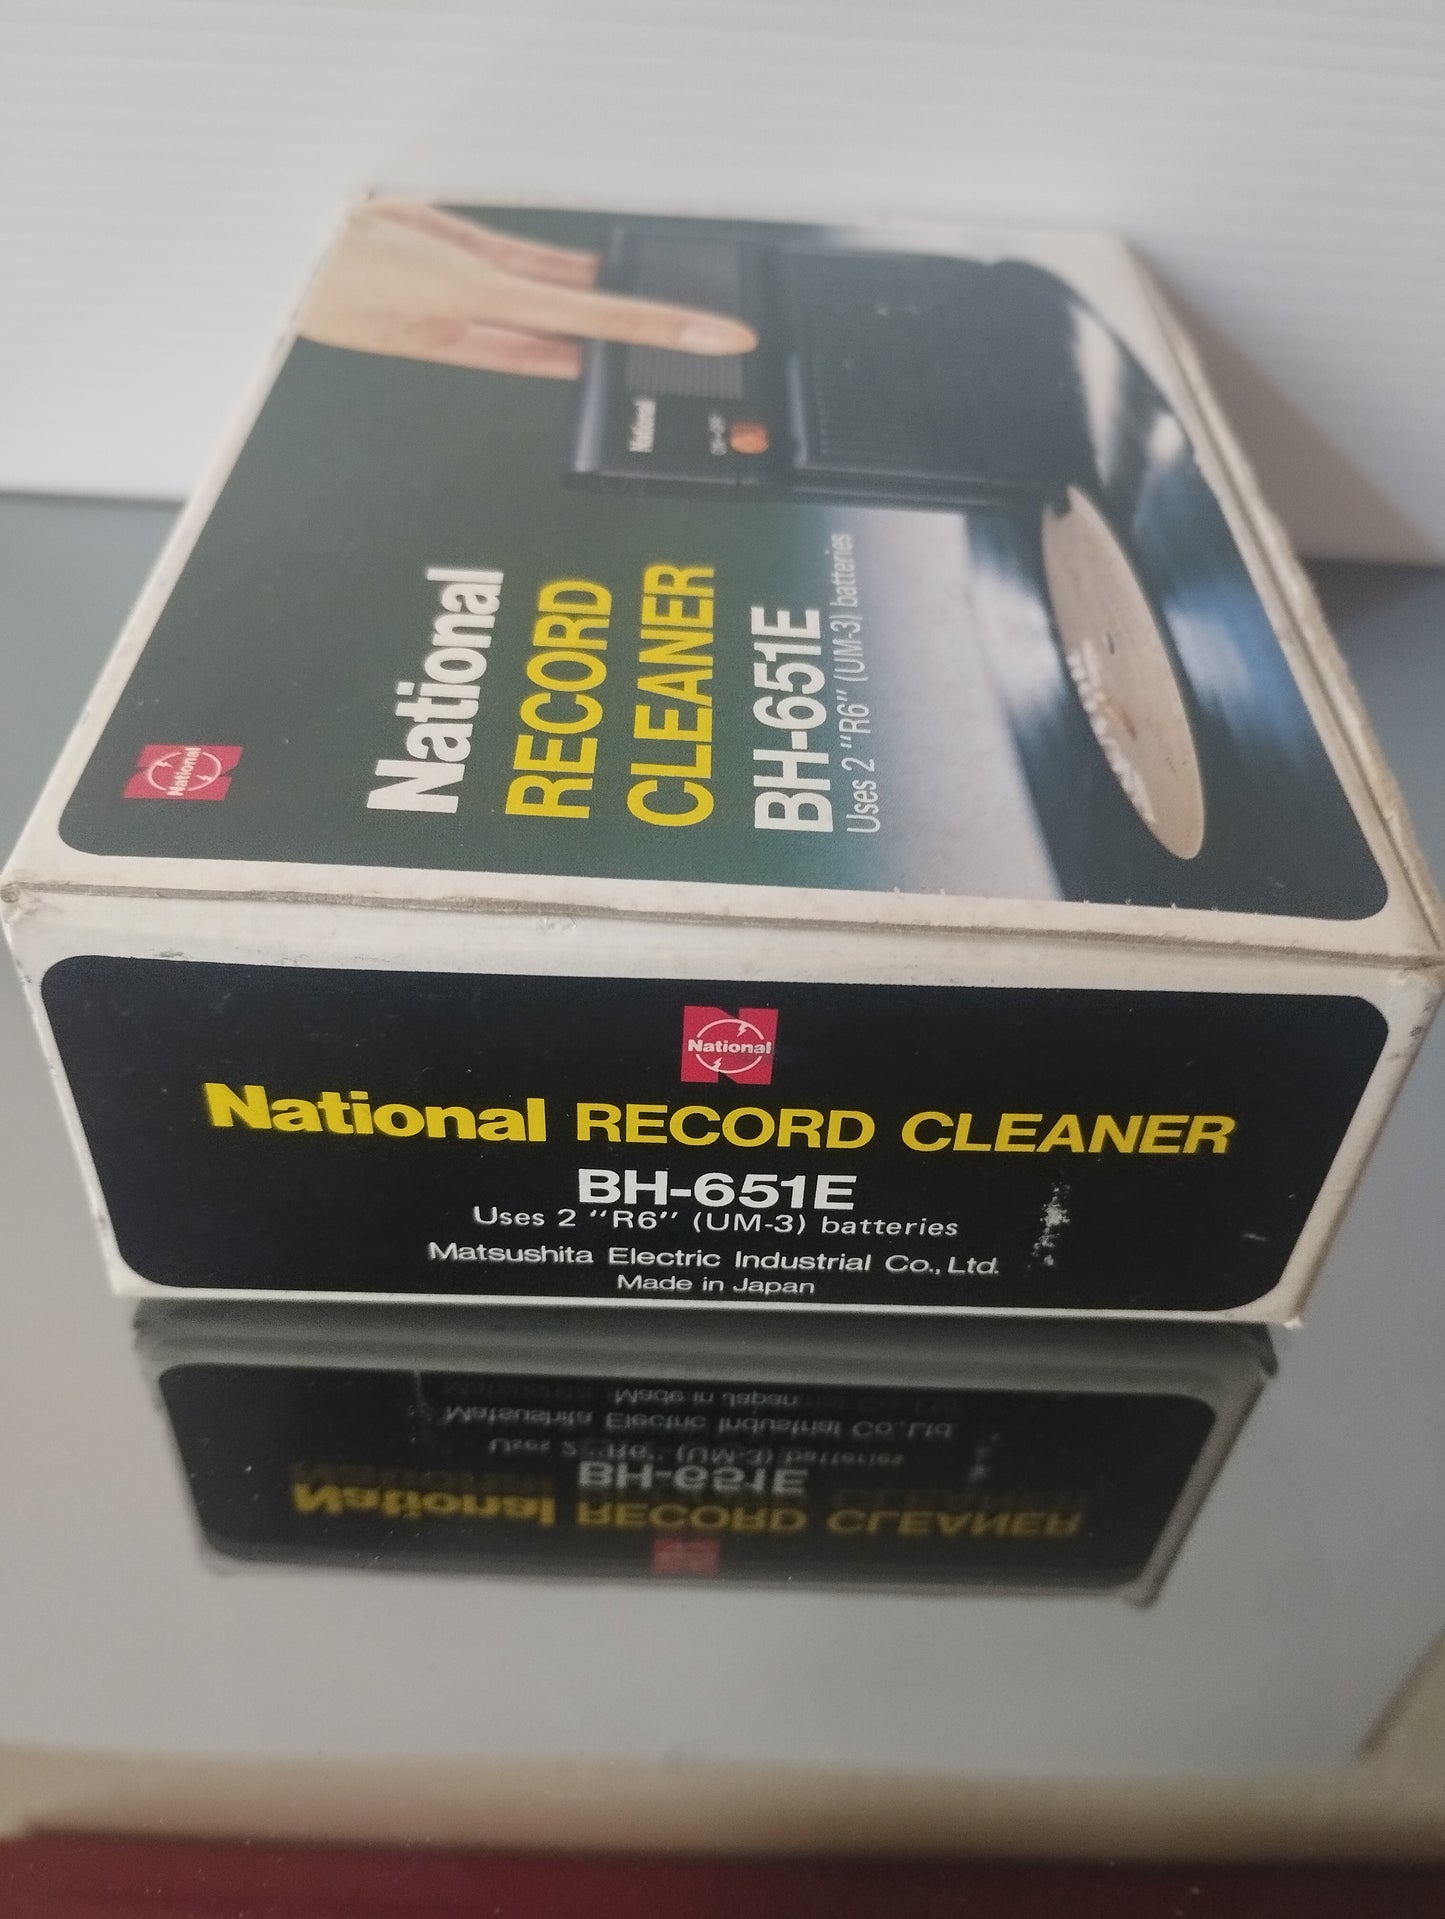 National
National
RECORD
CLEANER
BH-651E
Uses 2 "R6" (UM-3) batteries
National
National
National RECORD CLEANER
BH-651E
Uses 2 "R6" (UM-3) batteries
Matsushita Electric Industrial Co., Ltd.
Made in Japan